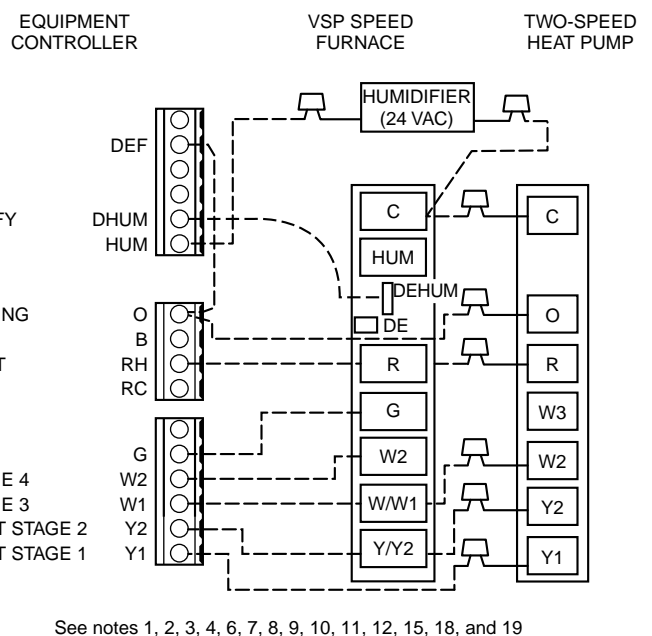 EQUIPMENT
CONTROLLER
VSP SPEED
FURNACE
TWO-SPEED
HEAT PUMP
HUMIDIFIER
(24 VAC)
DEF
FY
DHUM
HUM
C
C
HUM
DEHUM
DE
NG
O
O
B
T
RH
R
R
RC
G
W3
G
W2
W2
E 4
W2
E 3
W1
W/W1
Y2
T STAGE 2
Y2
Y/Y2
T STAGE 1
Y1
Y1
See notes 1, 2, 3, 4, 6, 7, 8, 9, 10, 11, 12, 15, 18, and 19